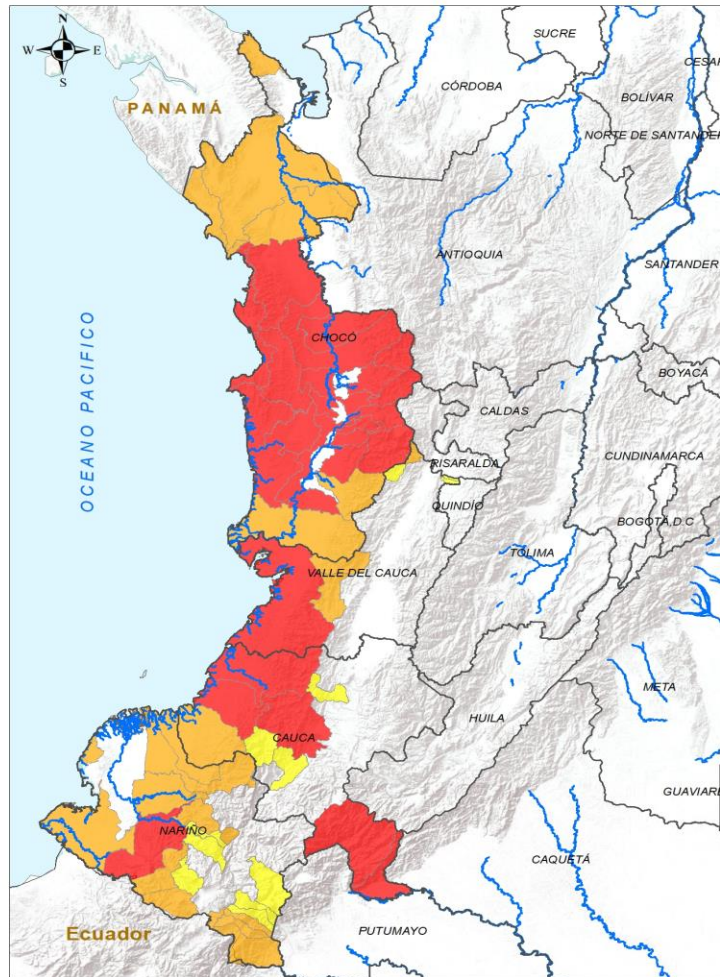 N
W E
S
SUCRE
CESAR
CÓRDOBA
BOLÍVAR
PANAMÁ
NORTE DE SANTANDER
ANTIOQUIA
SANTANDER
OCEANO PACIFICO
CHOCÓ
BOYACÁ
CALDAS
CUNDINAMARCA
RISARALDA
QUINDÍO
BOGOTÁ, D.C
TOLIMA
VALLE DEL CAUCA
META
HUILA
CAUCA
GUAVIARE
NARIÑO
CAQUETÁ
Ecuador
PUTUMAYO